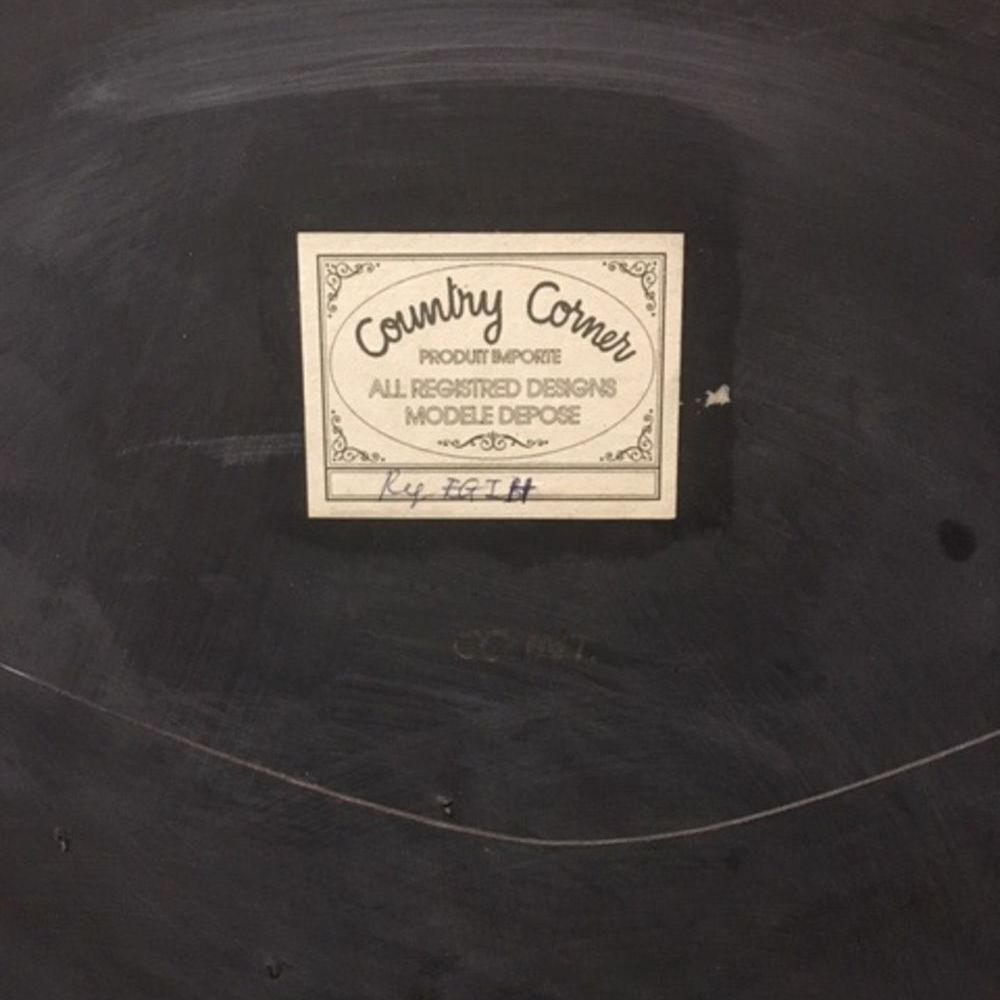 Country Corner
PRODUIT IMPORTE
ALL REGISTRED DESIGNS
MODELE DEPOSE